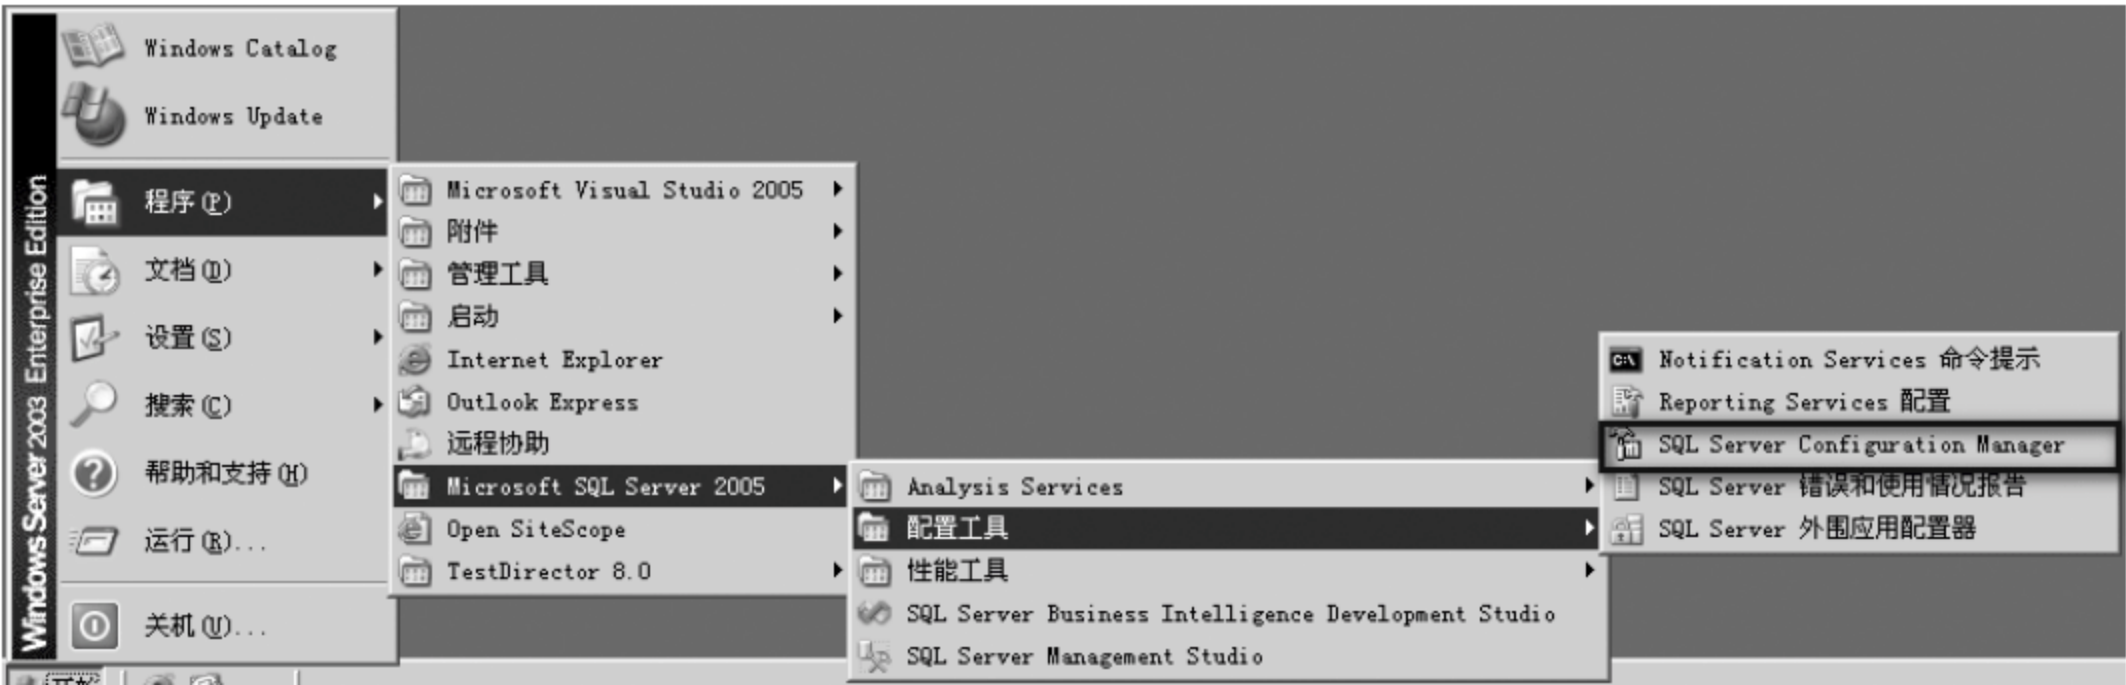 Windows Catalog
Windows Update
程序(P)
文档(D)
设置(S)
搜索(C)
帮助和支持(H)
运行(R)...
关机(U)...
Windows Server 2003 Enterprise Edition
开始
Microsoft Visual Studio 2005
附件
管理工具
启动
Internet Explorer
Outlook Express
远程协助
Microsoft SQL Server 2005
Open SiteScope
TestDirector 8.0
Analysis Services
配置工具
性能工具
SQL Server Business Intelligence Development Studio
SQL Server Management Studio
C:\
Notification Services 命令提示
Reporting Services 配置
SQL Server Configuration Manager
SQL Server 错误和使用情况报告
SQL Server 外围应用配置器